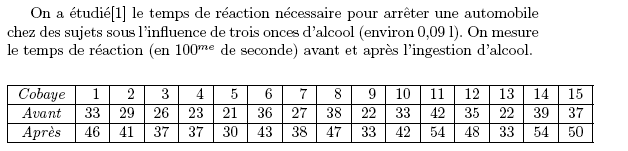 On a étudié[1] le temps de réaction nécessaire pour arrêter une automobile
chez des sujets sous l'influence de trois onces d'alcool (environ 0,09 l). On mesure
le temps de réaction (en 100me de seconde) avant et après l'ingestion d'alcool.
Cobaye 1 2 3 4 5 6 7 8 9 10 11 12 13 14 15
Avant 33 29 26 23 21 36 27 38 22 33 42 35 22 39 37
Après 46 41 37 37 30 43 38 47 33 42 54 48 33 54 50